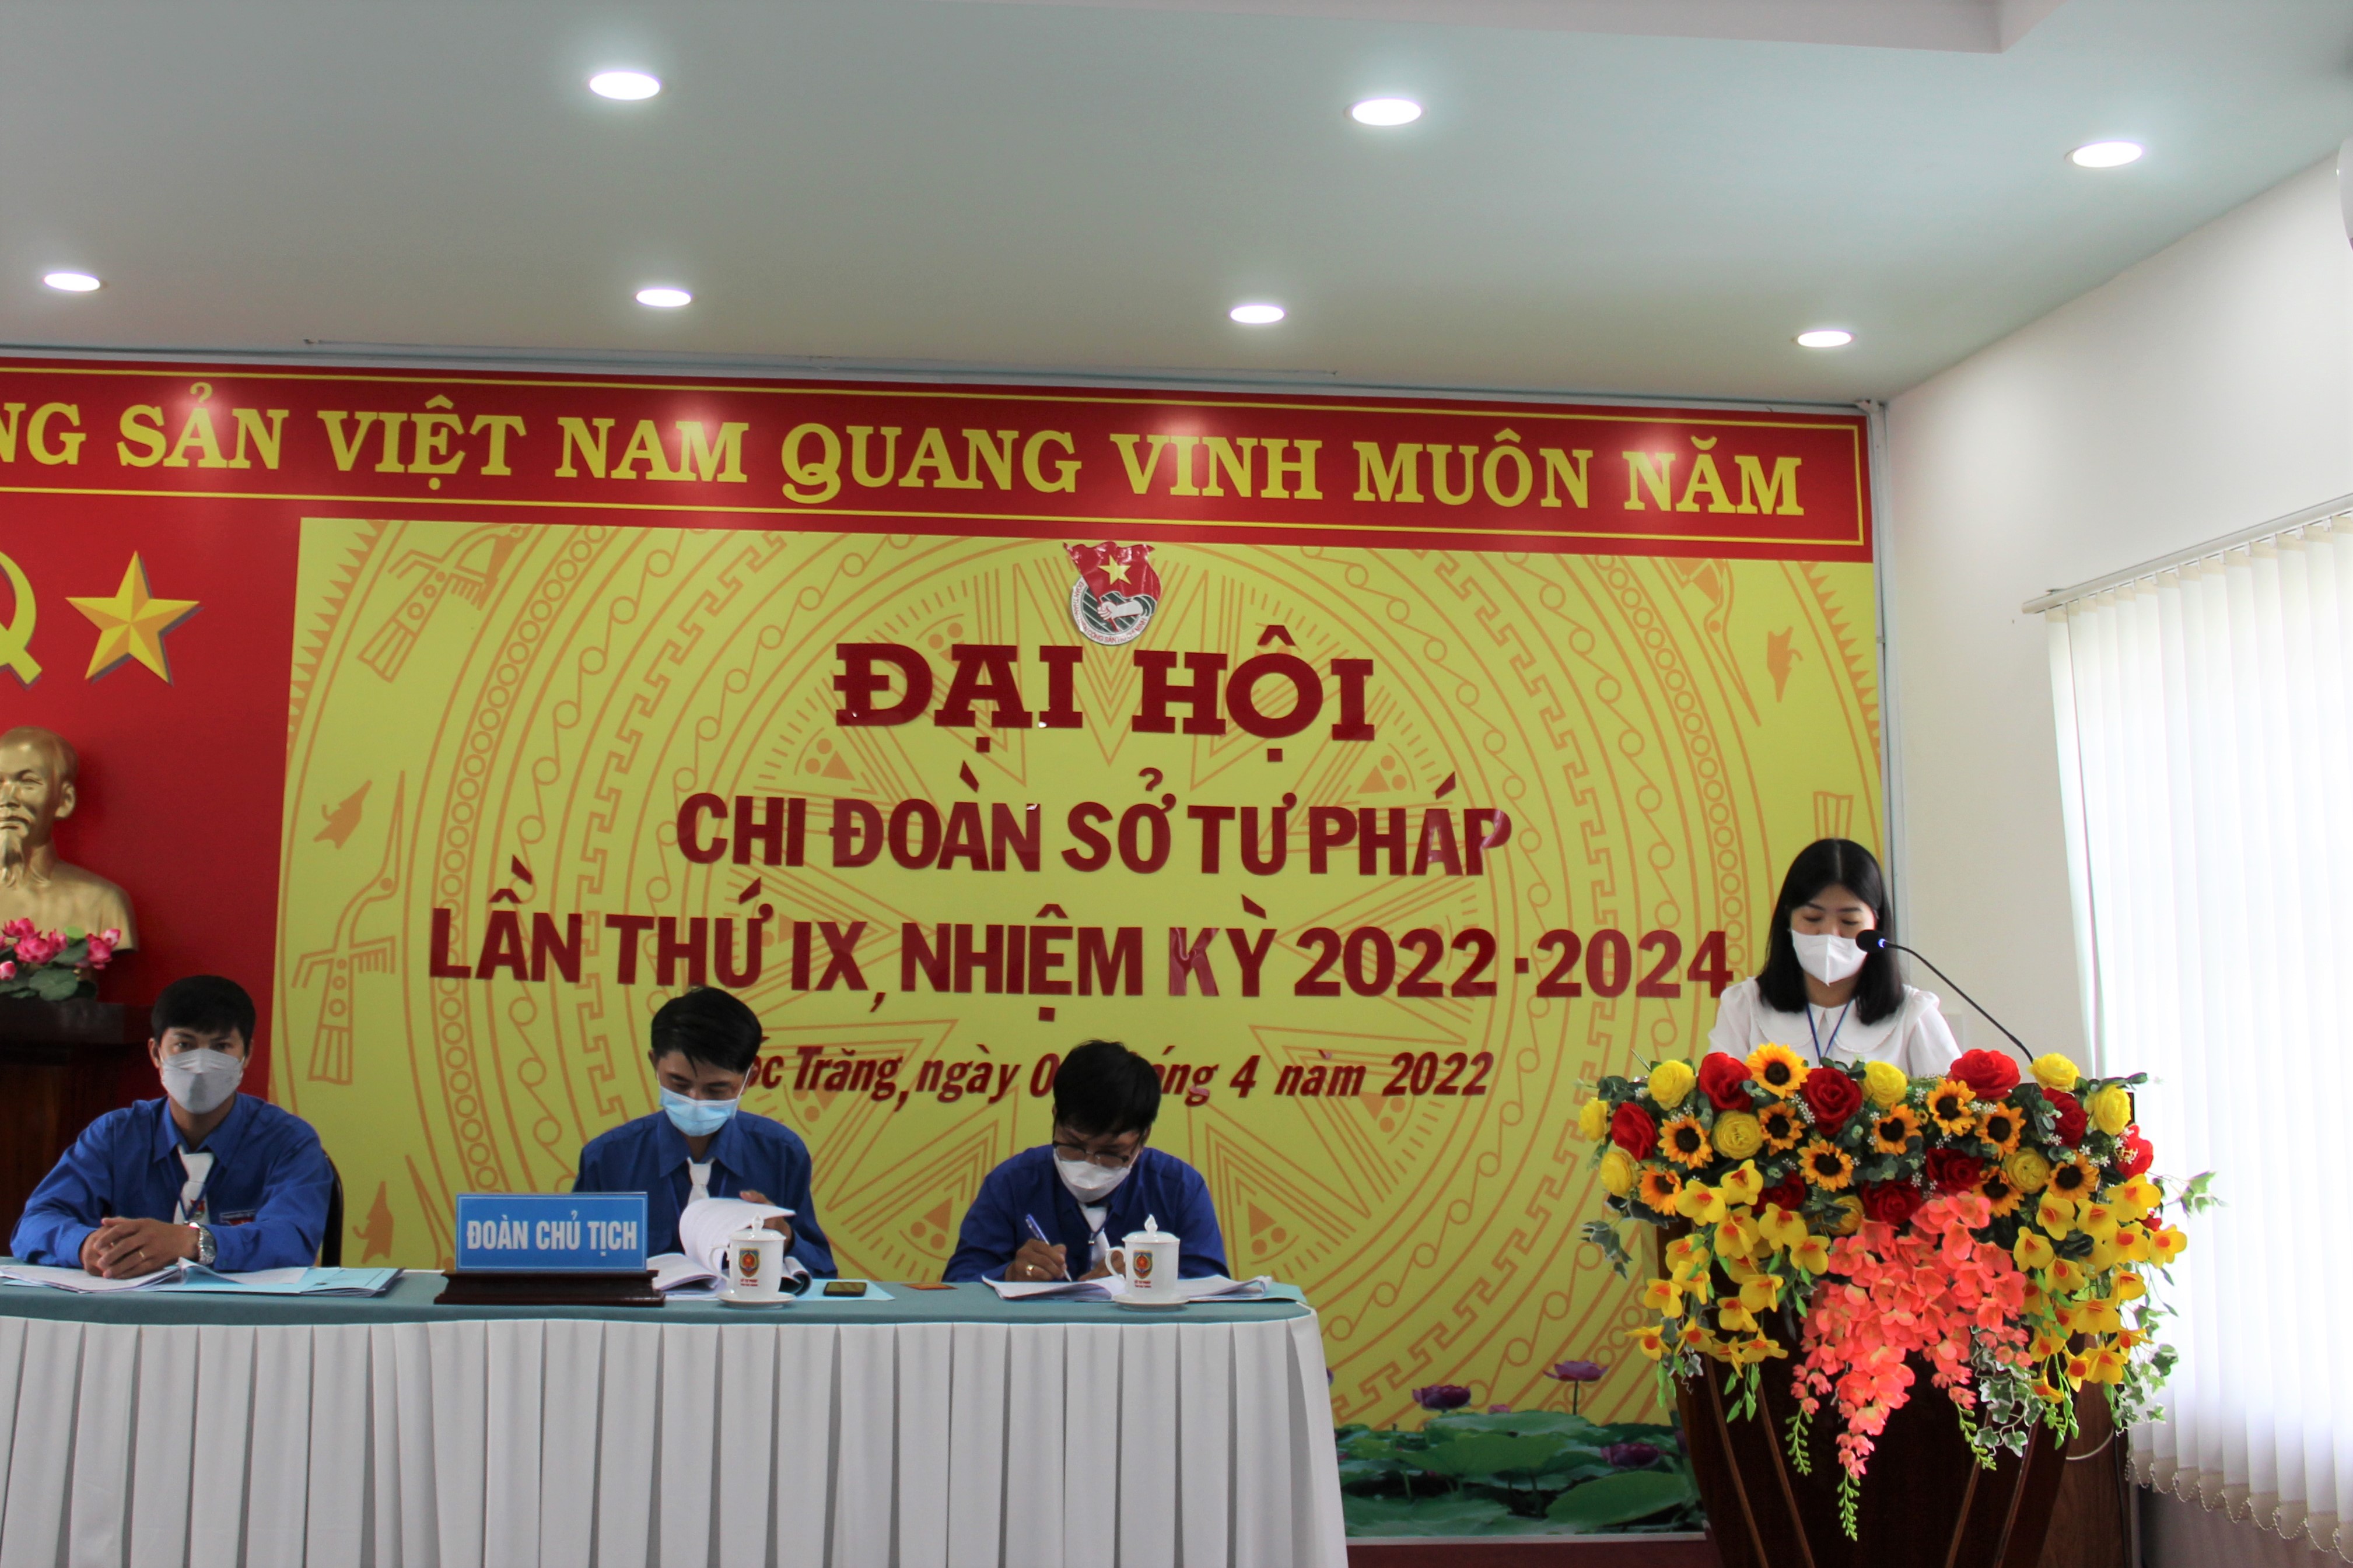 SẢN VIỆT NAM QUANG VINH MUÔN NĂM
ĐẠI HỘI
CHI ĐOÀN SỞ TƯ PHÁP
LẦN THỨ IX, NHIỆM KỲ 2022-2024
Trăng, ngày 4 năm 2022
ĐOÀN CHỦ TỊCH